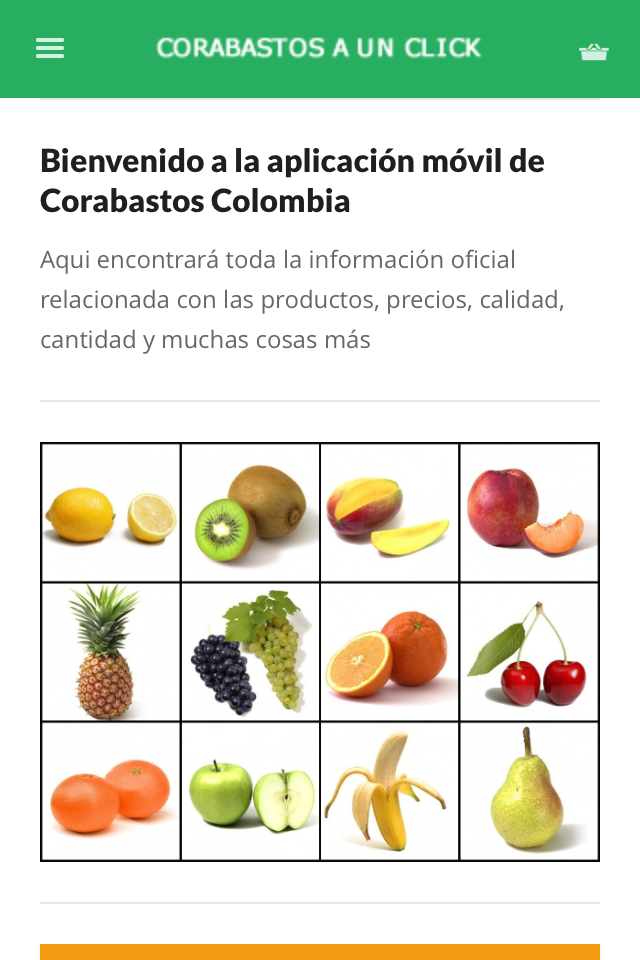 CORABASTOS A UN CLICK
Bienvenido a la aplicación móvil de
Corabastos Colombia
Aqui encontrará toda la información oficial
relacionada con las productos, precios, calidad,
cantidad y muchas cosas más